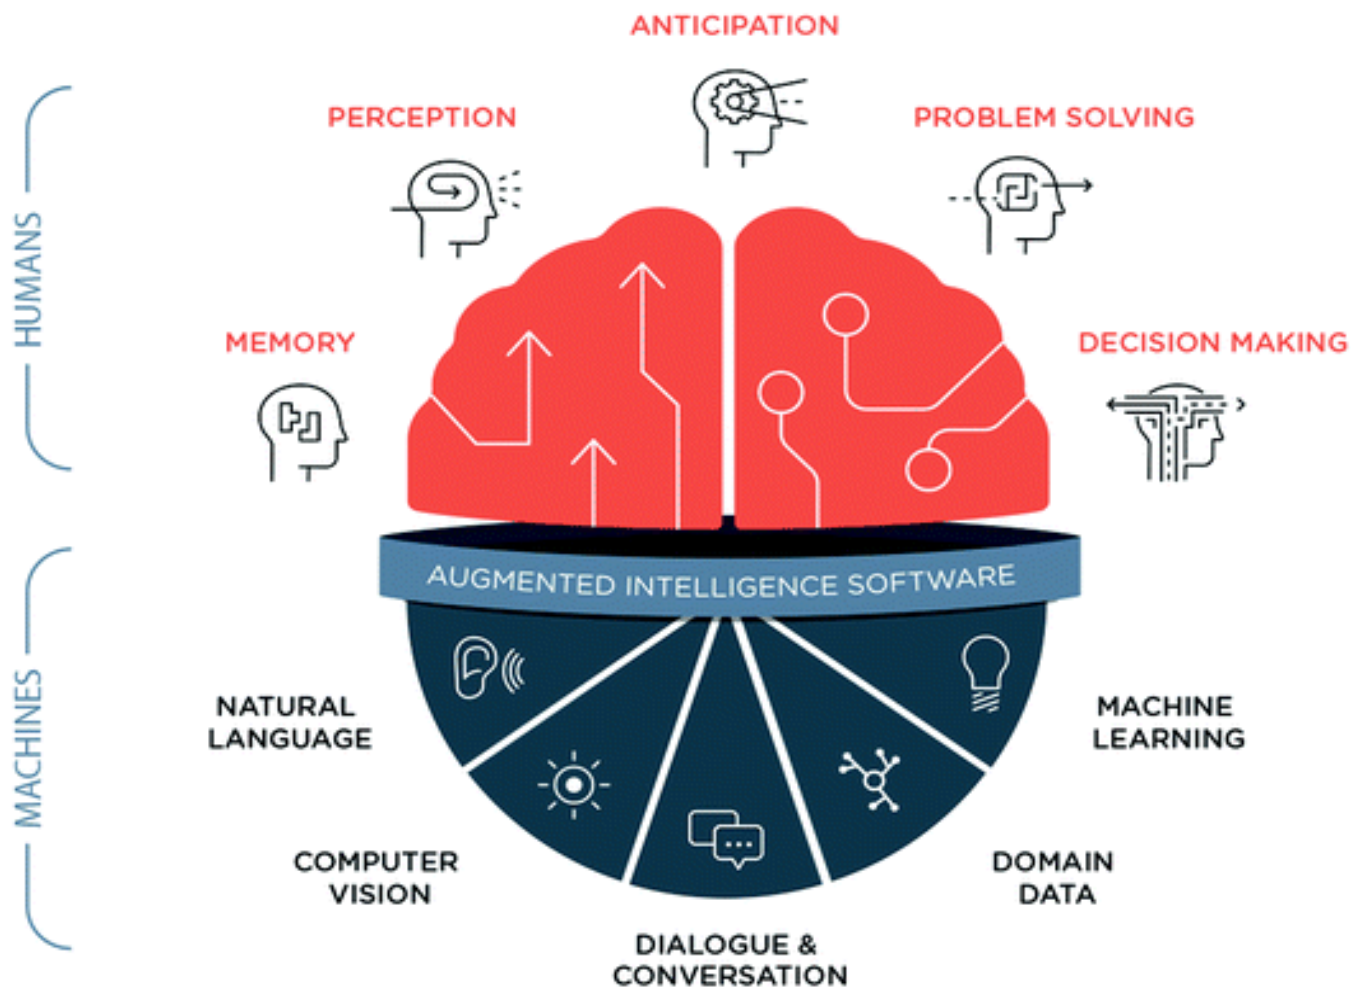 ANTICIPATION
PERCEPTION
PROBLEM SOLVING
HUMANS
MEMORY
DECISION MAKING
AUGMENTED INTELLIGENCE SOFTWARE
MACHINES
NATURAL
LANGUAGE
MACHINE
LEARNING
COMPUTER
VISION
DOMAIN
DATA
DIALOGUE &
CONVERSATION